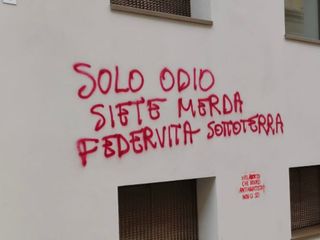 SOLO ODIO
SIETE MERDA
FEDERVITA SOTTOTERRA